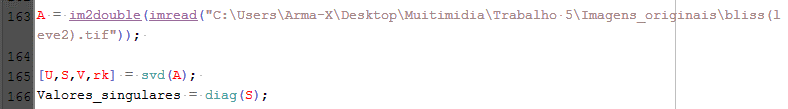 163 A = im2double(imread("C:\Users\Arma-X\Desktop\Muitimidia\Trabalho 5\Imagens_originais\bliss(l
eve2).tif"));
164
165 [U,S,V,rk] = svd(A);
166 Valores_singulares = diag(S);